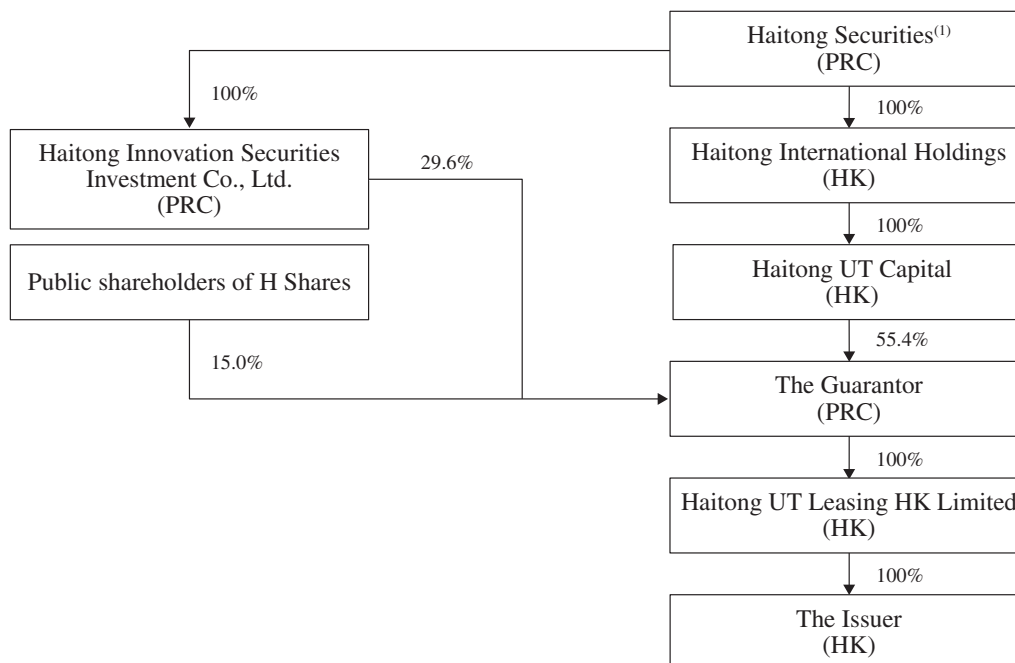 Haitong Securities(1)
(PRC)
100%
100%
Haitong Innovation Securities
Investment Co., Ltd.
(PRC)
29.6%
Haitong International Holdings
(HK)
100%
Public shareholders of H Shares
Haitong UT Capital
(HK)
15.0%
55.4%
The Guarantor
(PRC)
100%
Haitong UT Leasing HK Limited
(HK)
100%
The Issuer
(HK)